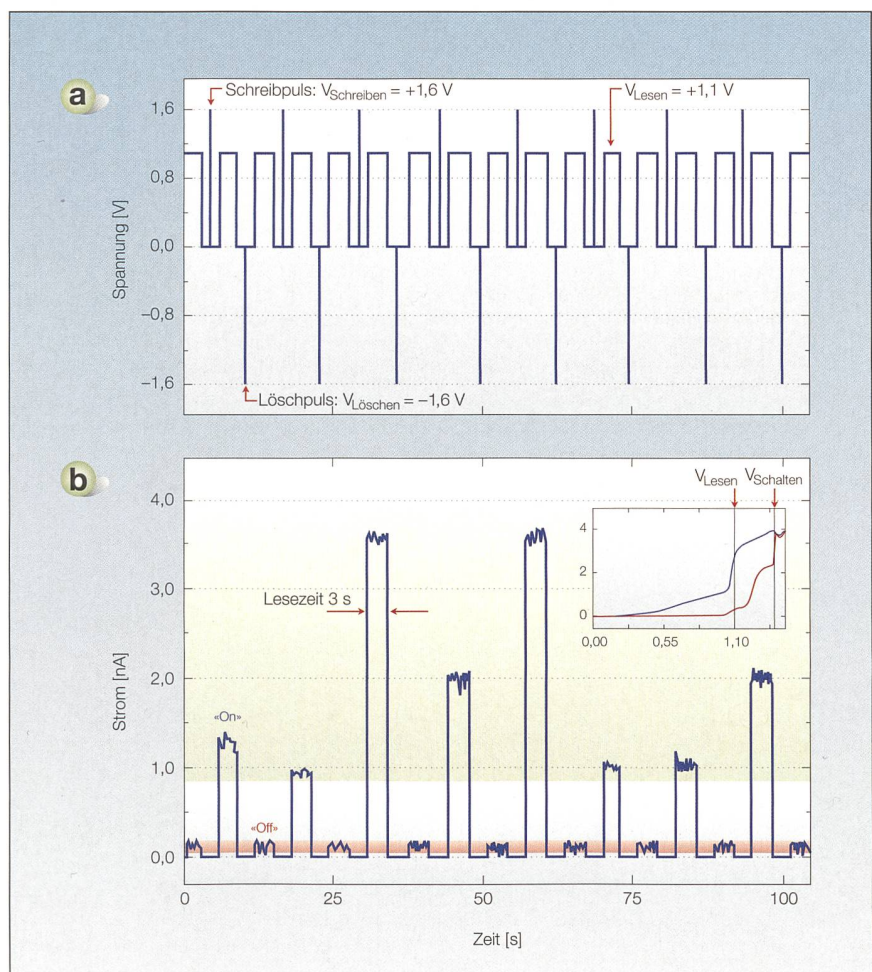 a
Schreibpuls: VSchreiben = +1,6 V
VLesen = +1,1 V
1,6
0,8
0,0
−0,8
−1,6
Spannung [V]
Löschpuls: VLöschen = −1,6 V
b
VLesen VSchalten
4,0
3,0
2,0
1,0
0,0
Strom [nA]
Lesezeit 3 s
«On»
«Off»
4
2
0
0,00 0,55 1,10
0 25 50 75 100
Zeit [s]